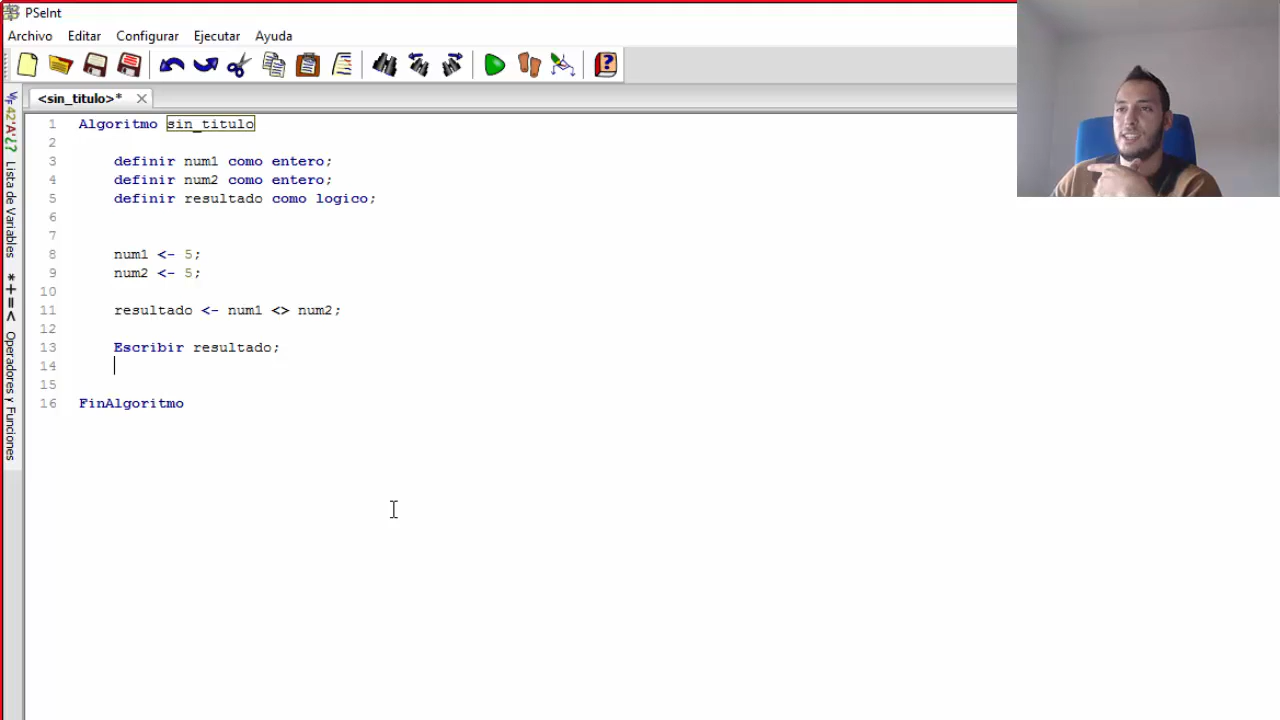 PSeInt
Archivo Editar Configurar Ejecutar Ayuda
<sin_titulo>*
1 Algoritmo sin_titulo
2
3 definir num1 como entero;
4 definir num2 como entero;
5 definir resultado como logico;
6
7
8 num1 <- 5;
9 num2 <- 5;
10
11 resultado <- num1 <> num2;
12
13 Escribir resultado;
14
15
16 FinAlgoritmo
Lista de Variables
*+=< Operadores y Funciones